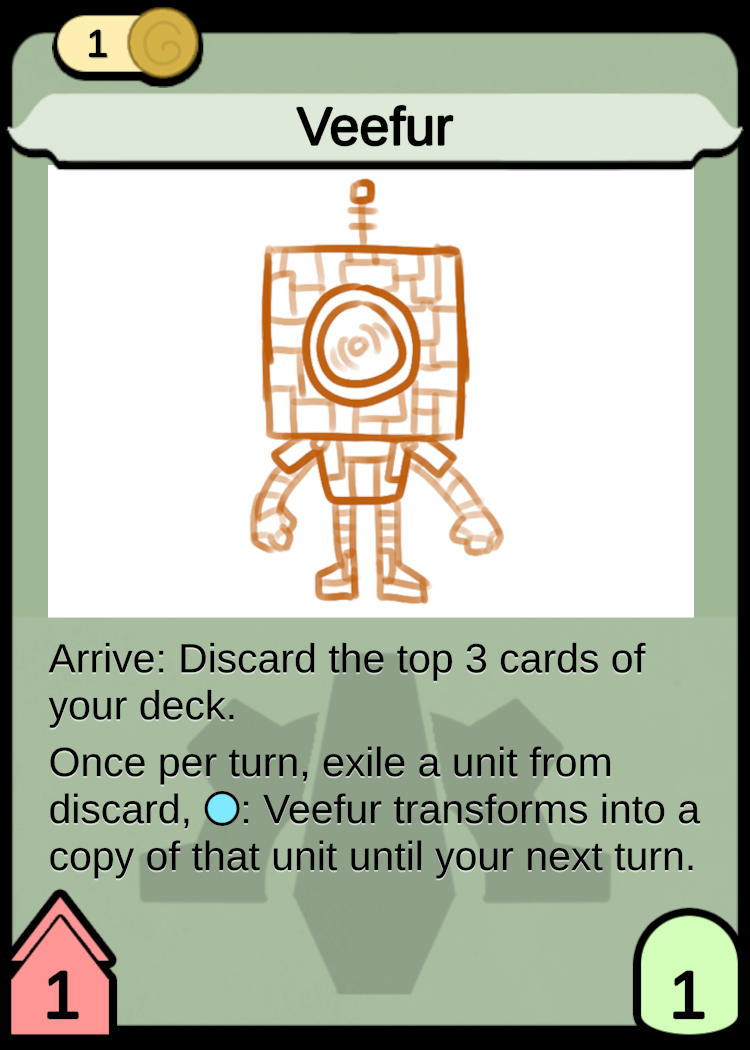 1
Veefur
Arrive: Discard the top 3 cards of
your deck.
Once per turn, exile a unit from
discard, : Veefur transforms into a
copy of that unit until your next turn.
1
1